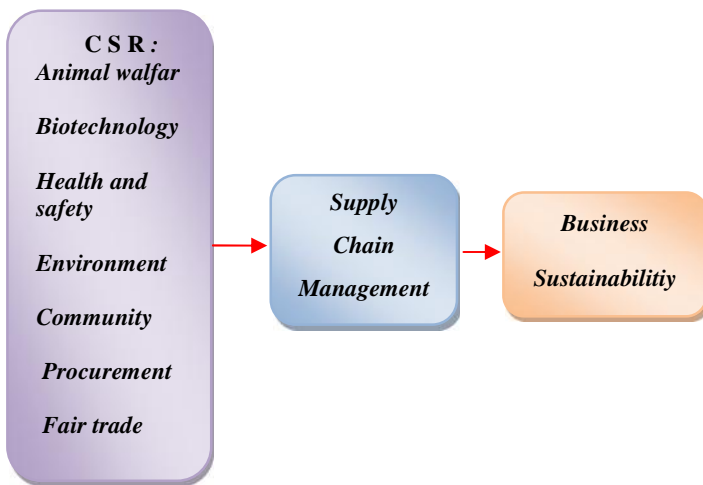 C S R :
Animal walfar
Biotechnology
Health and
safety
Environment
Community
Procurement
Fair trade
Supply
Chain
Management
Business
Sustainabilitiy